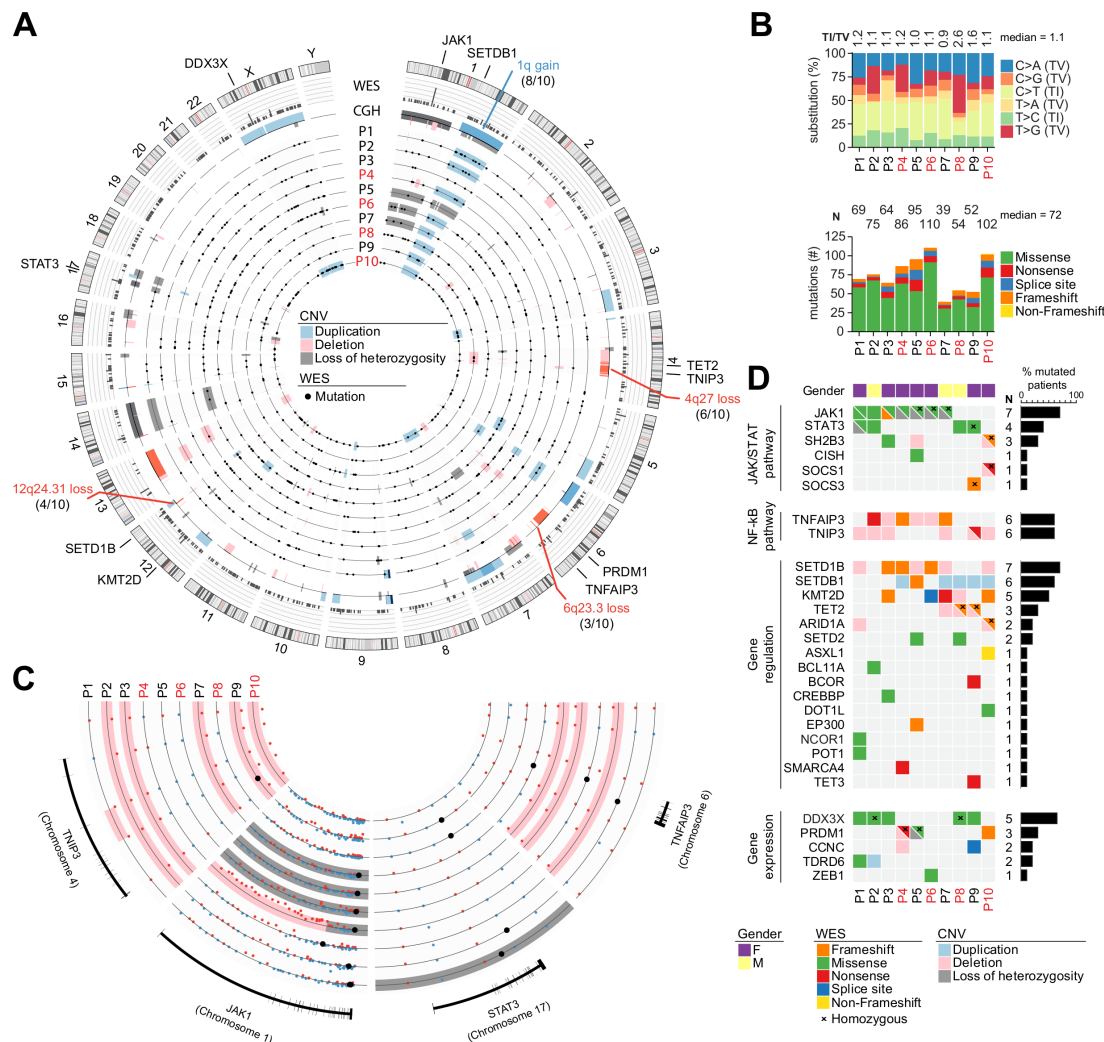 A
JAK1
SETDB1
1q gain
(8/10)
DDX3X
X
Y
1
2
3
4
5
6
7
8
9
10
11
12
13
14
15
16
17
18
19
20
21
22
WES
CGH
P1
P2
P3
P4
P5
P6
P7
P8
P9
P10
STAT3
TET2
TNIP3
4q27 loss
(6/10)
CNV
Duplication
Deletion
Loss of heterozygosity
WES
Mutation
12q24.31 loss
(4/10)
SETD1B
KMT2D
PRDM1
TNFAIP3
6q23.3 loss
(3/10)
B
TI/TV 1.2 1.1 1.1 1.2 1.0 1.1 0.9 2.6 1.6 1.1 median = 1.1
substitution (%)
100
75
50
25
0
C>A (TV)
C>G (TV)
C>T (TI)
T>A (TV)
T>C (TI)
T>G (TV)
P1 P2 P3 P4 P5 P6 P7 P8 P9 P10
N 69 75 64 86 95 110 39 54 52 102 median = 72
mutations (#)
125
100
75
50
25
0
Missense
Nonsense
Splice site
Frameshift
Non-Frameshift
P1 P2 P3 P4 P5 P6 P7 P8 P9 P10
C
P1 P2 P3 P4 P5 P6 P7 P8 P9 P10
TNIP3
(Chromosome 4)
JAK1
(Chromosome 1)
STAT3
(Chromosome 17)
TNFAIP3
(Chromosome 6)
D
Gender
N
% mutated
patients
0 100
JAK/STAT
pathway
JAK1 7
STAT3 4
SH2B3 3
CISH 1
SOCS1 1
SOCS3 1
NF-kB
pathway
TNFAIP3 6
TNIP3 6
Gene
regulation
SETD1B 7
SETDB1 6
KMT2D 5
TET2 3
ARID1A 2
SETD2 2
ASXL1 1
BCL11A 1
BCOR 1
CREBBP 1
DOT1L 1
EP300 1
NCOR1 1
POT1 1
SMARCA4 1
TET3 1
Gene
expression
DDX3X 5
PRDM1 3
CCNC 2
TDRD6 2
ZEB1 1
P1 P2 P3 P4 P5 P6 P7 P8 P9 P10
Gender
F
M
WES
Frameshift
Missense
Nonsense
Splice site
Non-Frameshift
× Homozygous
CNV
Duplication
Deletion
Loss of heterozygosity